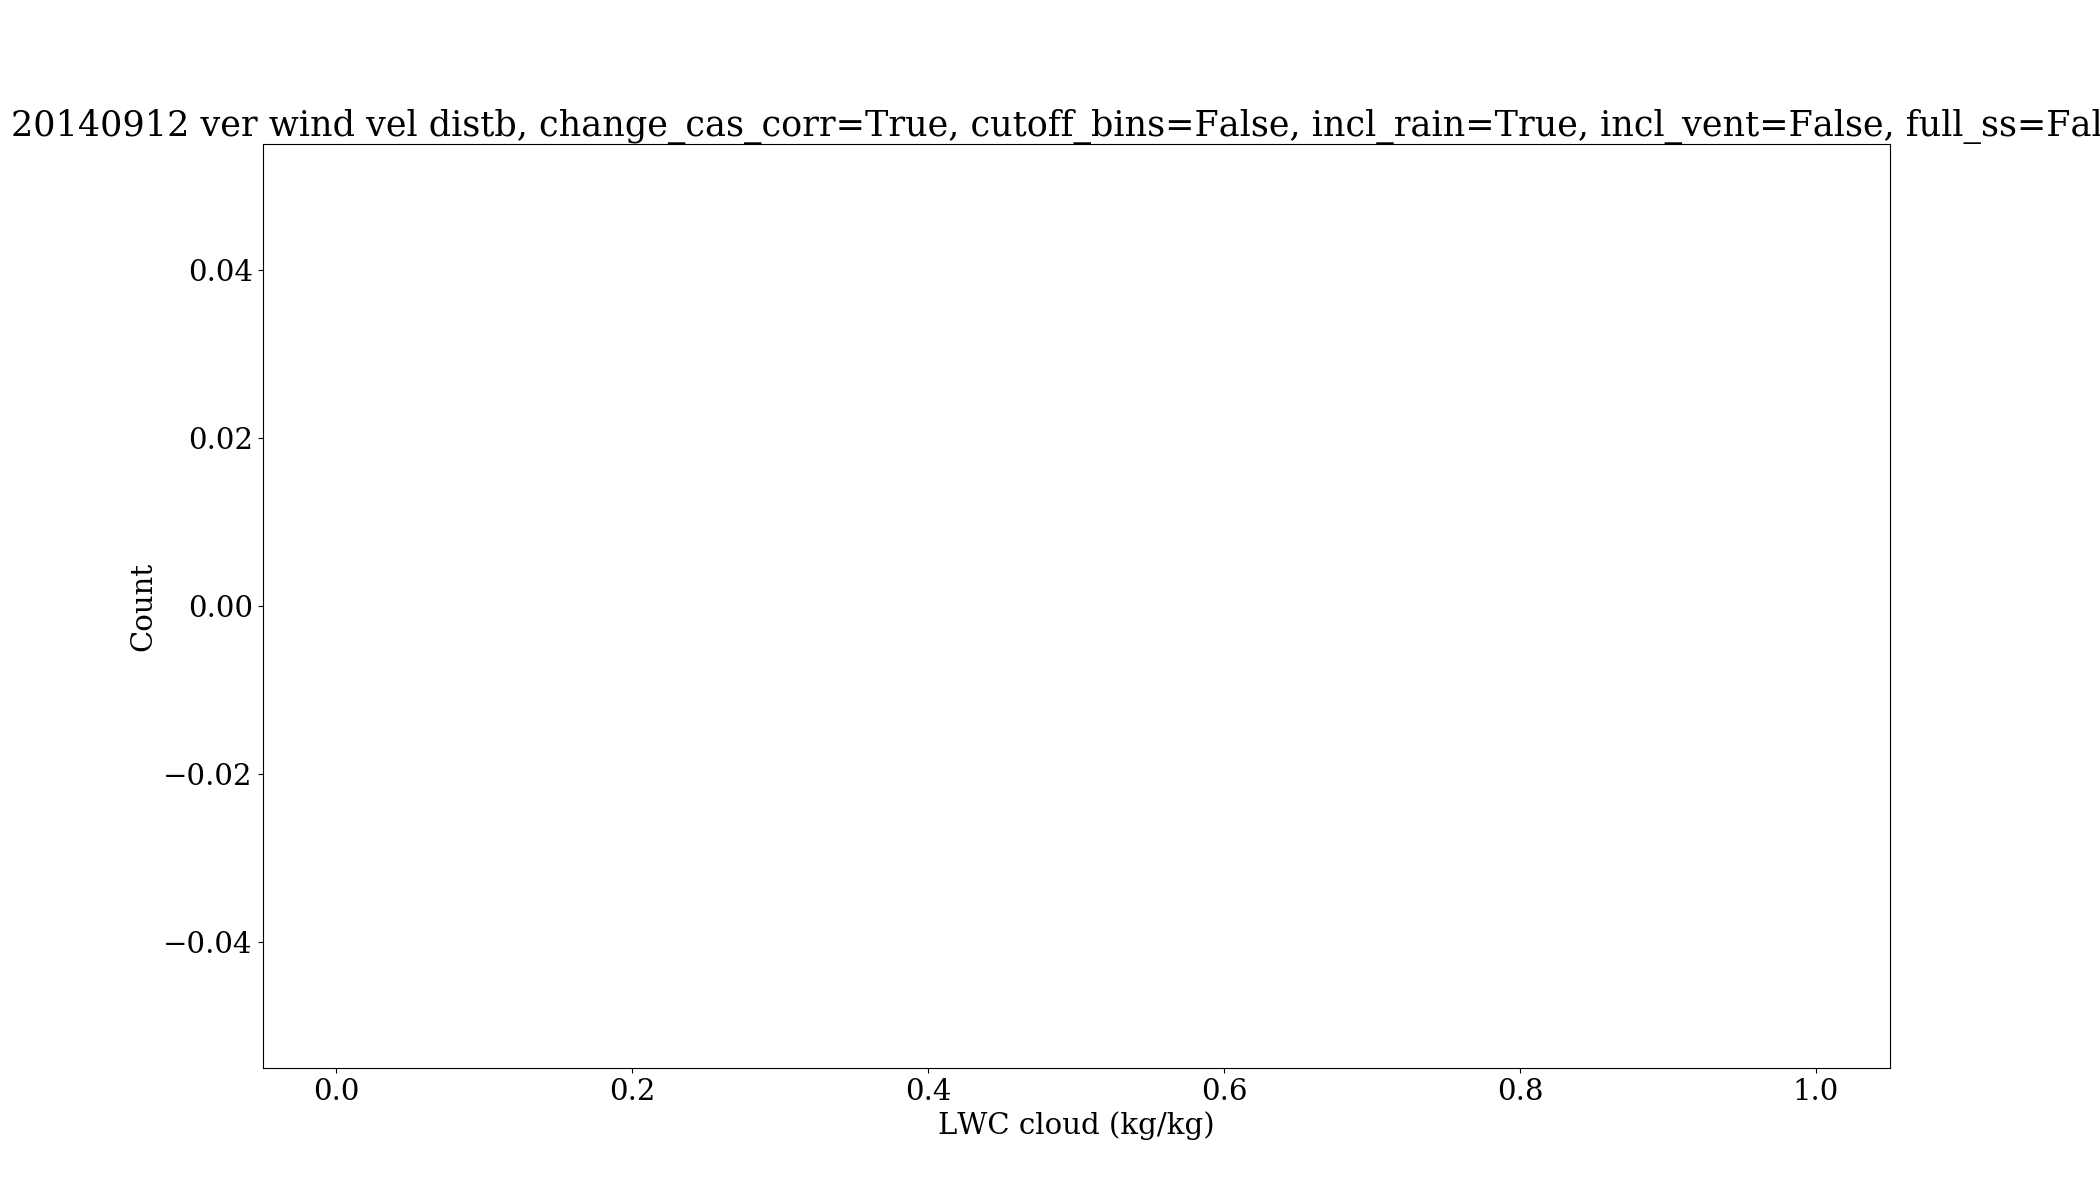 20140912 ver wind vel distb, change_cas_corr=True, cutoff_bins=False, incl_rain=True, incl_vent=False, full_ss=Fal
0.04
0.02
0.00
−0.02
−0.04
Count
0.0 0.2 0.4 0.6 0.8 1.0
LWC cloud (kg/kg)